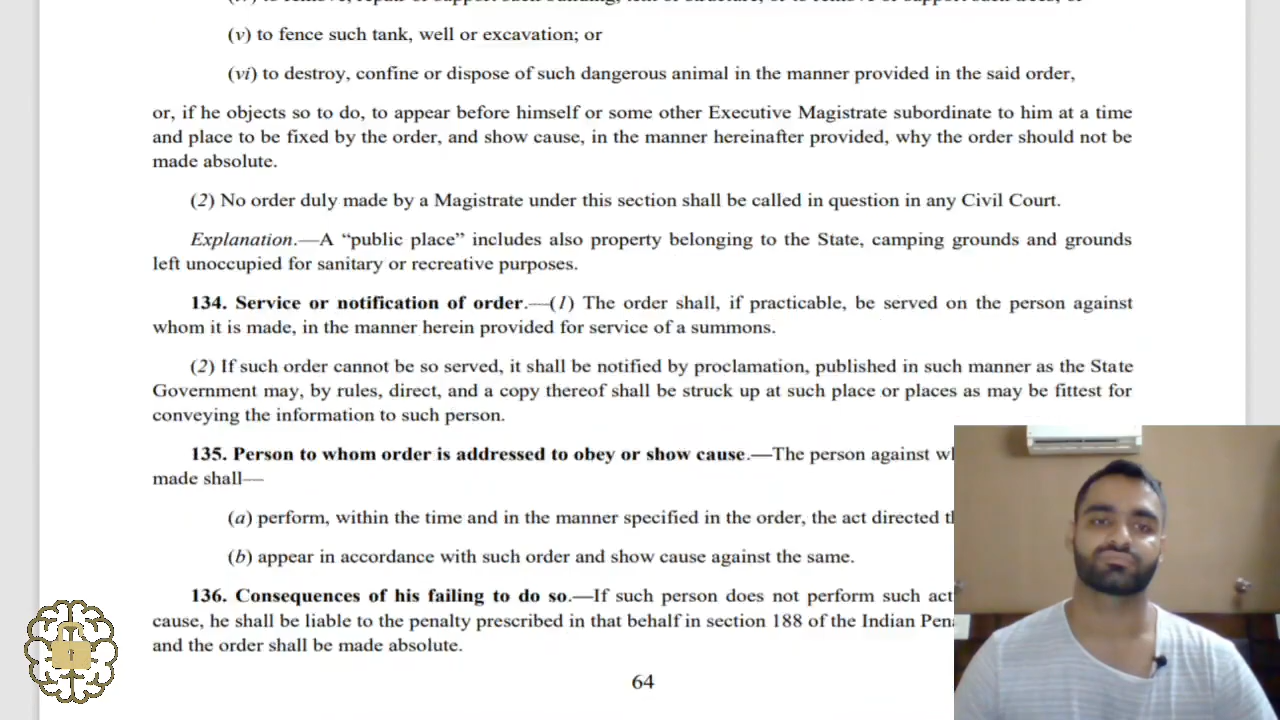 (v) to fence such tank, well or excavation; or
(vi) to destroy, confine or dispose of such dangerous animal in the manner provided in the said order,
or, if he objects so to do, to appear before himself or some other Executive Magistrate subordinate to him at a time
and place to be fixed by the order, and show cause, in the manner hereinafter provided, why the order should not be
made absolute.
(2) No order duly made by a Magistrate under this section shall be called in question in any Civil Court.
Explanation.—A “public place” includes also property belonging to the State, camping grounds and grounds
left unoccupied for sanitary or recreative purposes.
134. Service or notification of order.—(1) The order shall, if practicable, be served on the person against
whom it is made, in the manner herein provided for service of a summons.
(2) If such order cannot be so served, it shall be notified by proclamation, published in such manner as the State
Government may, by rules, direct, and a copy thereof shall be struck up at such place or places as may be fittest for
conveying the information to such person.
135. Person to whom order is addressed to obey or show cause.—The person against
made shall—
(a) perform, within the time and in the manner specified in the order, the act directed
(b) appear in accordance with such order and show cause against the same.
136. Consequences of his failing to do so.—If such person does not perform such act
cause, he shall be liable to the penalty prescribed in that behalf in section 188 of the Indian
and the order shall be made absolute.
64